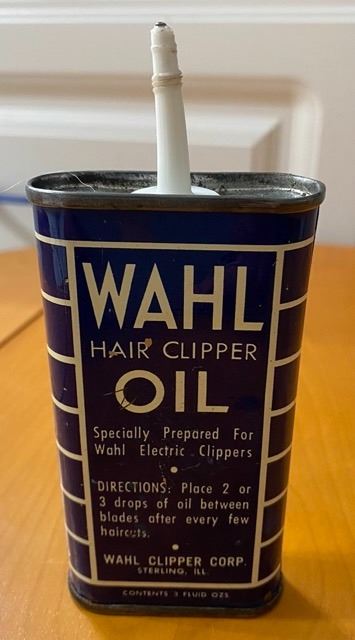 WAHL
HAIR CLIPPER
OIL
Specially Prepared For
Wahl Electric Clippers
•
DIRECTIONS: Place 2 or
3 drops of oil between
blades after every few
haircuts.
•
WAHL CLIPPER CORP.
STERLING, ILL.
CONTENTS 3 FLUID OZS.